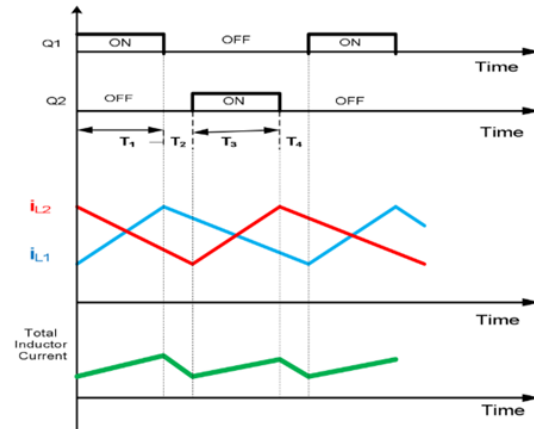 Q1
ON
OFF
ON
Time
Q2
OFF
ON
OFF
Time
T1
T2
T3
T4
iL2
iL1
Time
Total
Inductor
Current
Time